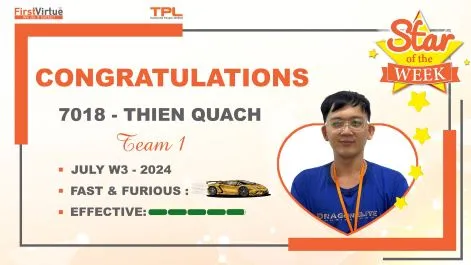 FirstVirtue
TPL
Star
of the
WEEK
CONGRATULATIONS
7018 - THIEN QUACH
Team 1
JULY W3 - 2024
FAST & FURIOUS :
EFFECTIVE: